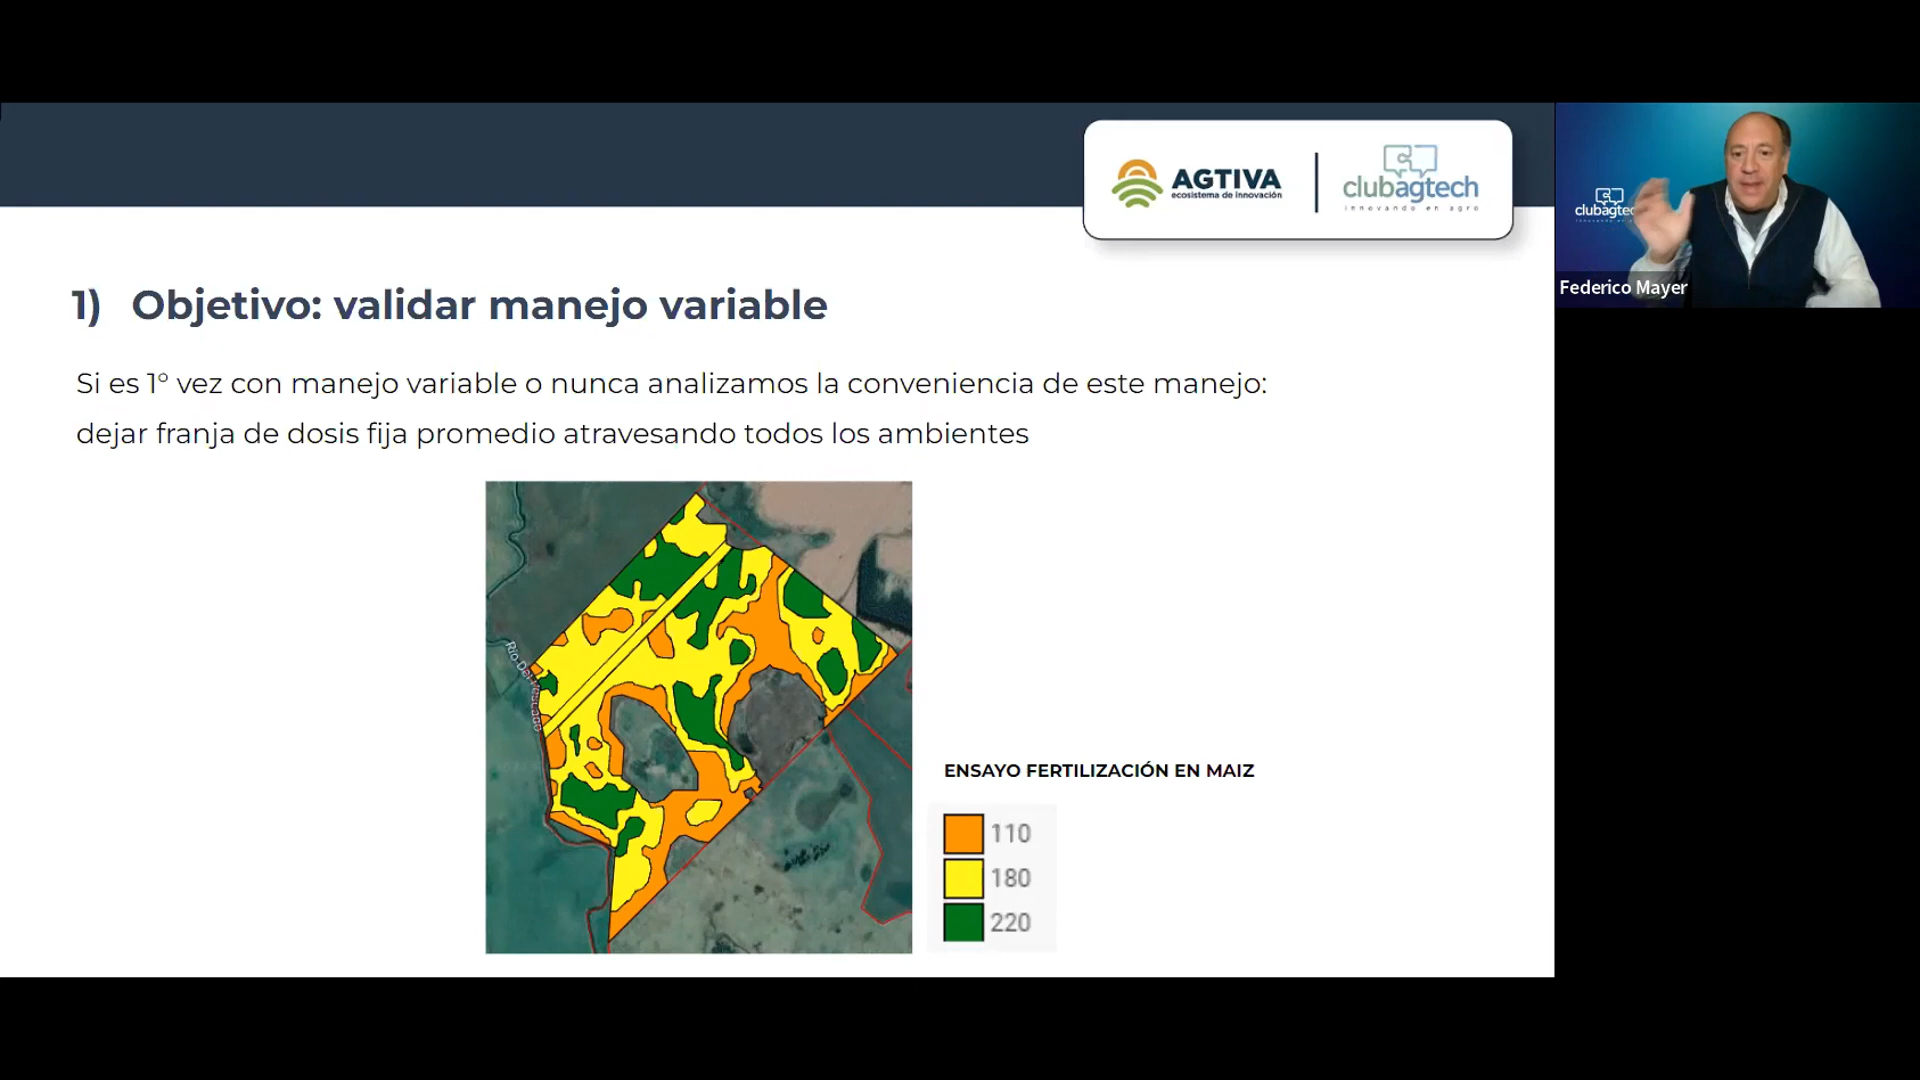 AGTIVA
ecosistema de innovación
clubagtech
innovando en agro
clubagtec
Federico Mayer
1) Objetivo: validar manejo variable
Si es 1° vez con manejo variable o nunca analizamos la conveniencia de este manejo:
dejar franja de dosis fija promedio atravesando todos los ambientes
ENSAYO FERTILIZACIÓN EN MAIZ
110
180
220